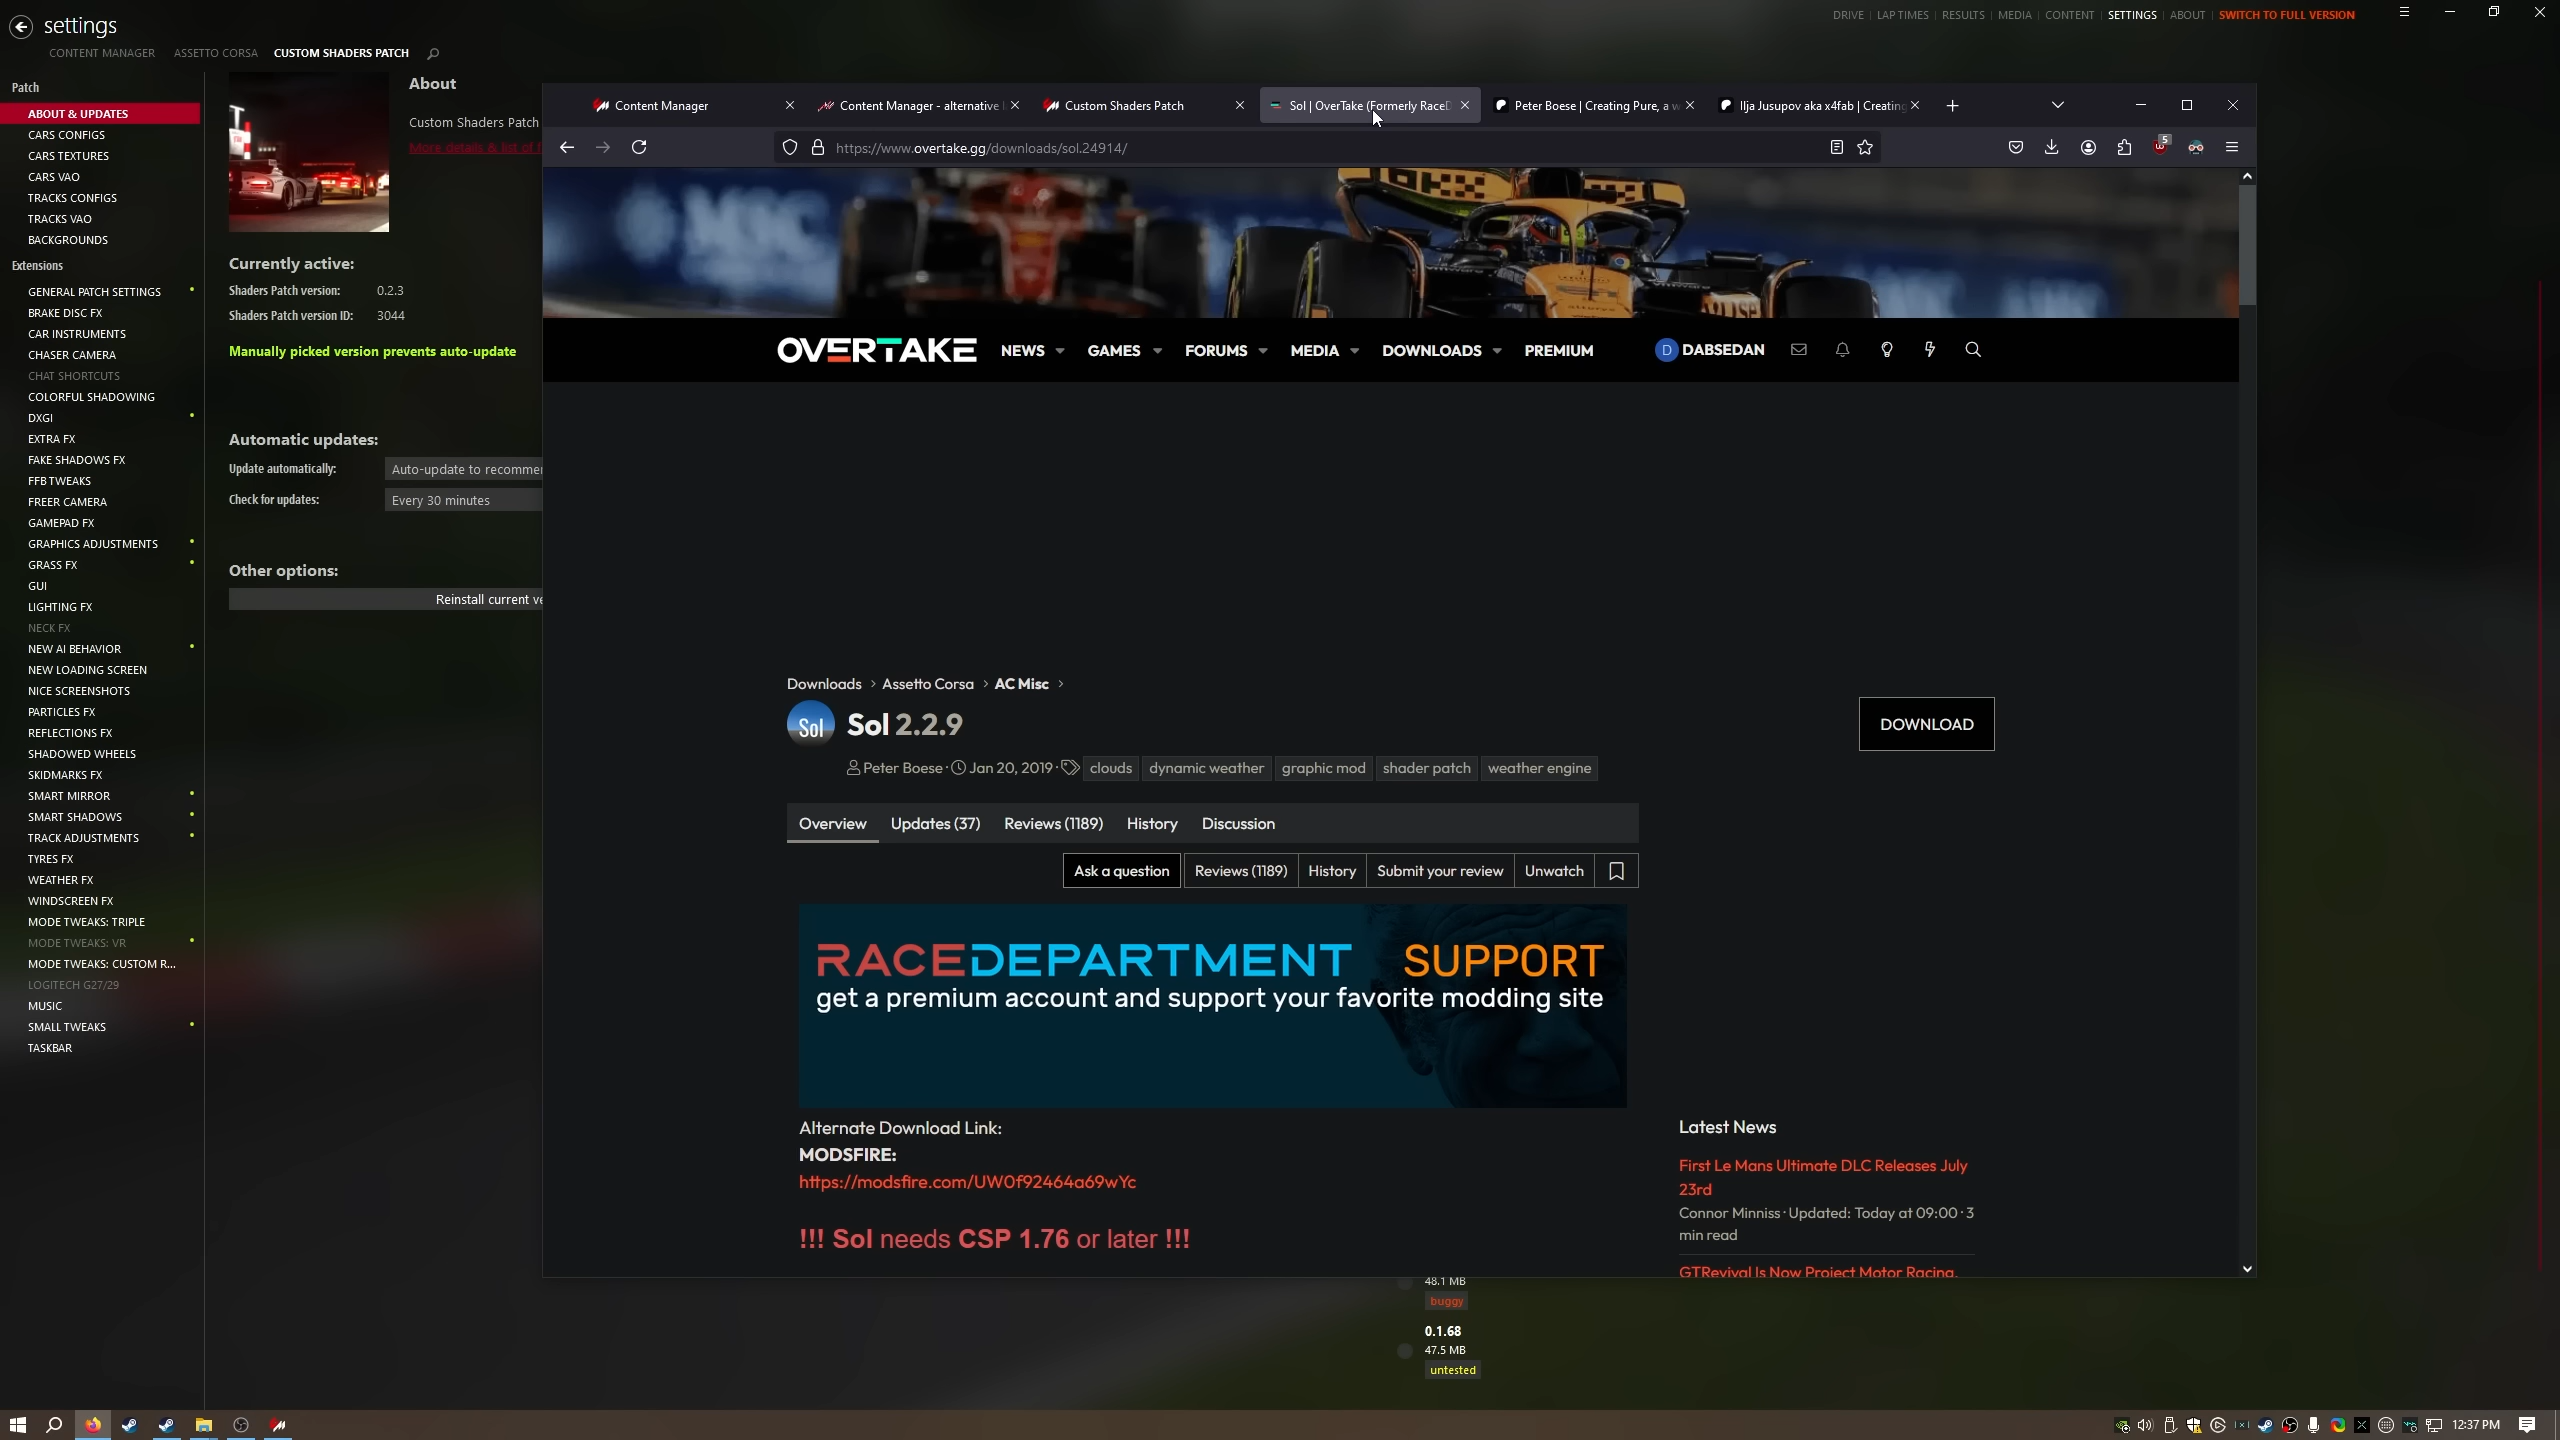 settings
DRIVE | LAP TIMES | RESULTS | MEDIA | CONTENT | SETTINGS | ABOUT | SWITCH TO FULL VERSION
CONTENT MANAGER ASSETTO CORSA CUSTOM SHADERS PATCH
Patch
ABOUT & UPDATES
CARS CONFIGS
CARS TEXTURES
CARS VAO
TRACKS CONFIGS
TRACKS VAO
BACKGROUNDS
Extensions
GENERAL PATCH SETTINGS
BRAKE DISC FX
CAR INSTRUMENTS
CHASER CAMERA
CHAT SHORTCUTS
COLORFUL SHADOWING
DXGI
EXTRA FX
FAKE SHADOWS FX
FFB TWEAKS
FREER CAMERA
GAMEPAD FX
GRAPHICS ADJUSTMENTS
GRASS FX
GUI
LIGHTING FX
NECK FX
NEW AI BEHAVIOR
NEW LOADING SCREEN
NICE SCREENSHOTS
PARTICLES FX
REFLECTIONS FX
SHADOWED WHEELS
SKIDMARKS FX
SMART MIRROR
SMART SHADOWS
TRACK ADJUSTMENTS
TYRES FX
WEATHER FX
WINDSCREEN FX
MODE TWEAKS: TRIPLE
MODE TWEAKS: VR
MODE TWEAKS: CUSTOM R...
LOGITECH G27/29
MUSIC
SMALL TWEAKS
TASKBAR
About
Custom Shaders Patch
More details & list of f
Currently active:
Shaders Patch version: 0.2.3
Shaders Patch version ID: 3044
Manually picked version prevents auto-update
Automatic updates:
Update automatically: Auto-update to recommen
Check for updates: Every 30 minutes
Other options:
Reinstall current ve
Content Manager
Content Manager - alternative
Custom Shaders Patch
Sol | OverTake (Formerly RaceD
Peter Boese | Creating Pure, a w
Ilja Jusupov aka x4fab | Creating
https://www.overtake.gg/downloads/sol.24914/
5
OVERTAKE NEWS GAMES FORUMS MEDIA DOWNLOADS PREMIUM D DABSEDAN
Downloads > Assetto Corsa > AC Misc >
Sol
Sol 2.2.9
DOWNLOAD
Peter Boese · Jan 20, 2019 · clouds dynamic weather graphic mod shader patch weather engine
Overview Updates (37) Reviews (1189) History Discussion
Ask a question Reviews (1189) History Submit your review Unwatch
RACEDEPARTMENT SUPPORT
get a premium account and support your favorite modding site
Alternate Download Link:
MODSFIRE:
https://modsfire.com/UW0f92464a69wYc
!!! Sol needs CSP 1.76 or later !!!
Latest News
First Le Mans Ultimate DLC Releases July
23rd
Connor Minniss · Updated: Today at 09:00 · 3
min read
GTRevival Is Now Project Motor Racing,
48.1 MB
buggy
0.1.68
47.5 MB
untested
12:37 PM